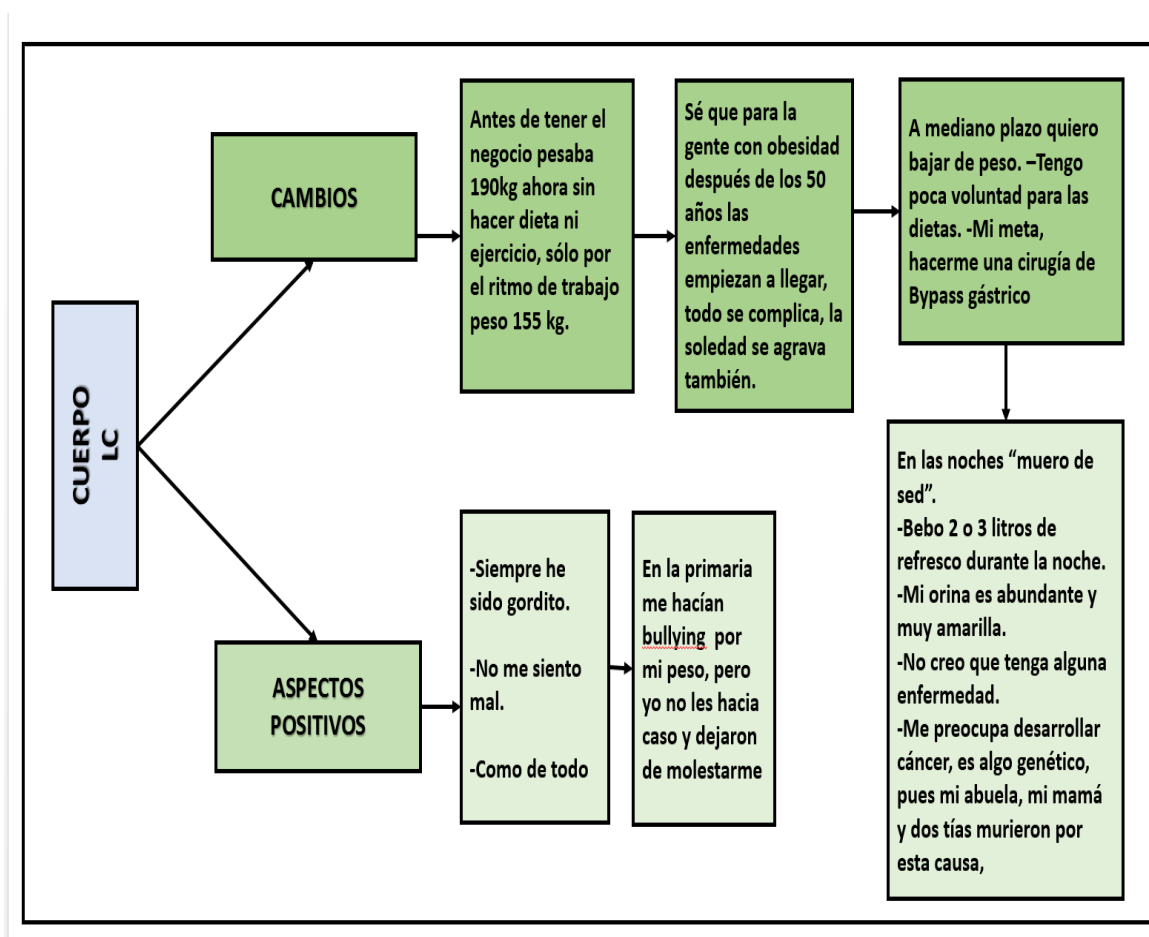 CUERPO
LC
CAMBIOS
Antes de tener el
negocio pesaba
190kg ahora sin
hacer dieta ni
ejercicio, sólo por
el ritmo de trabajo
peso 155 kg.
Sé que para la
gente con obesidad
después de los 50
años las
enfermedades
empiezan a llegar,
todo se complica, la
soledad se agrava
también.
A mediano plazo quiero
bajar de peso. –Tengo
poca voluntad para las
dietas. -Mi meta,
hacerme una cirugía de
Bypass gástrico
En las noches “muero de
sed”.
-Bebo 2 o 3 litros de
refresco durante la noche.
-Mi orina es abundante y
muy amarilla.
-No creo que tenga alguna
enfermedad.
-Me preocupa desarrollar
cáncer, es algo genético,
pues mi abuela, mi mamá
y dos tías murieron por
esta causa,
ASPECTOS
POSITIVOS
-Siempre he
sido gordito.
-No me siento
mal.
-Como de todo
En la primaria
me hacían
bullying por
mi peso, pero
yo no les hacia
caso y dejaron
de molestarme